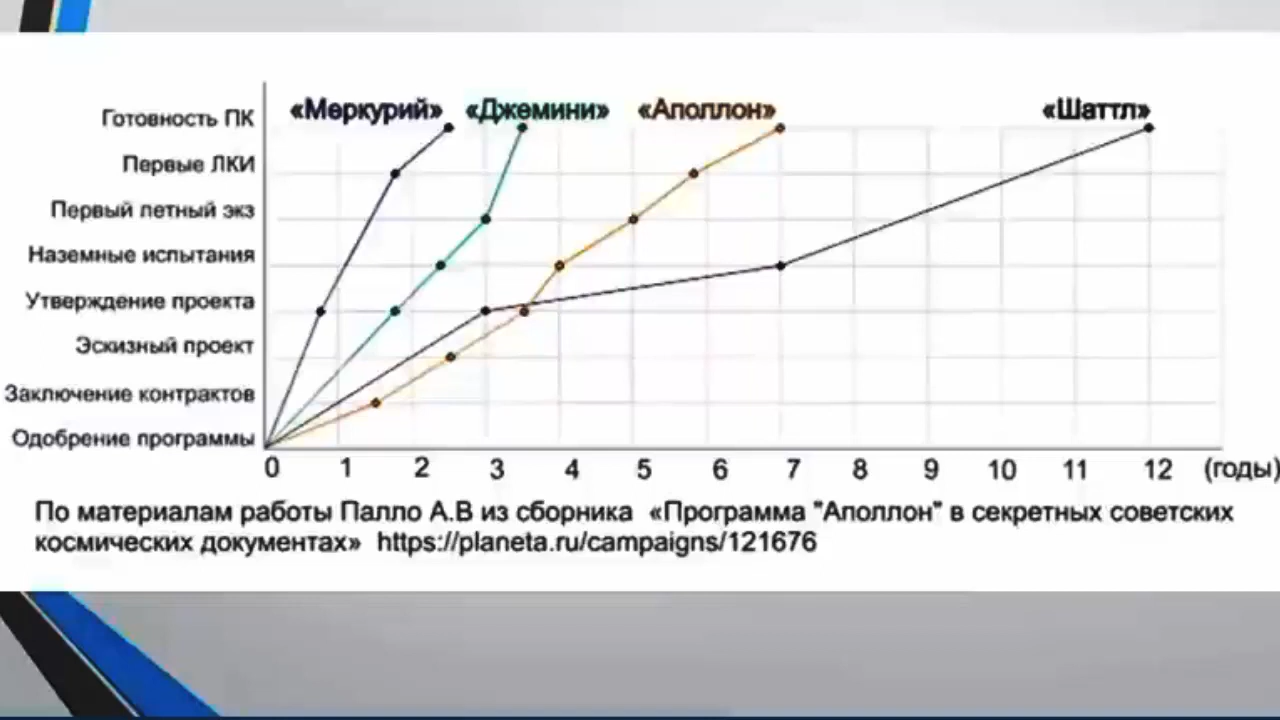 «Меркурий» «Джемини» «Аполлон» «Шаттл»
Готовность ПК
Первые ЛКИ
Первый летный экз
Наземные испытания
Утверждение проекта
Эскизный проект
Заключение контрактов
Одобрение программы
0 1 2 3 4 5 6 7 8 9 10 11 12 (годы)
По материалам работы Палло А.В из сборника «Программа "Аполлон" в секретных советских
космических документах» https://planeta.ru/campaigns/121676